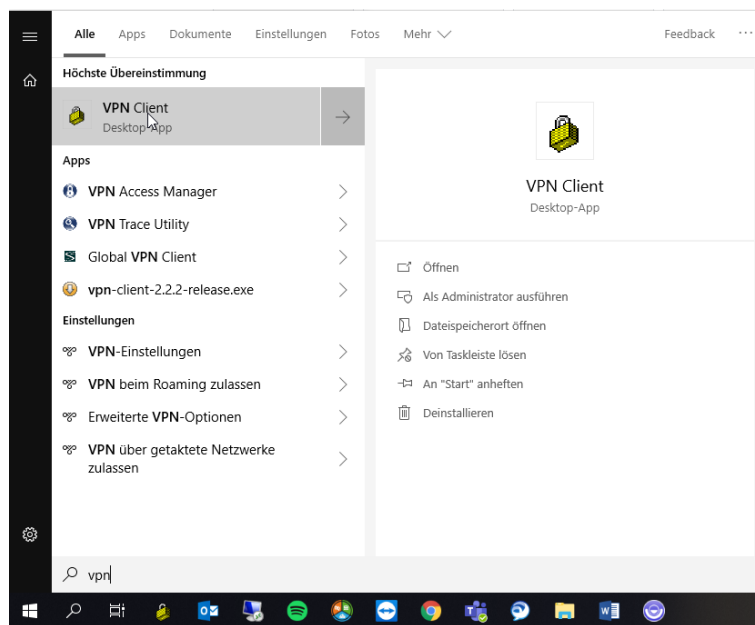 Alle Apps Dokumente Einstellungen Fotos Mehr Feedback ...
Höchste Übereinstimmung
VPN Client
Desktop-App
Apps
VPN Access Manager
VPN Trace Utility
Global VPN Client
vpn-client-2.2.2-release.exe
Einstellungen
VPN-Einstellungen
VPN beim Roaming zulassen
Erweiterte VPN-Optionen
VPN über getaktete Netzwerke
zulassen
vpn
VPN Client
Desktop-App
Öffnen
Als Administrator ausführen
Dateispeicherort öffnen
Von Taskleiste lösen
An "Start" anheften
Deinstallieren